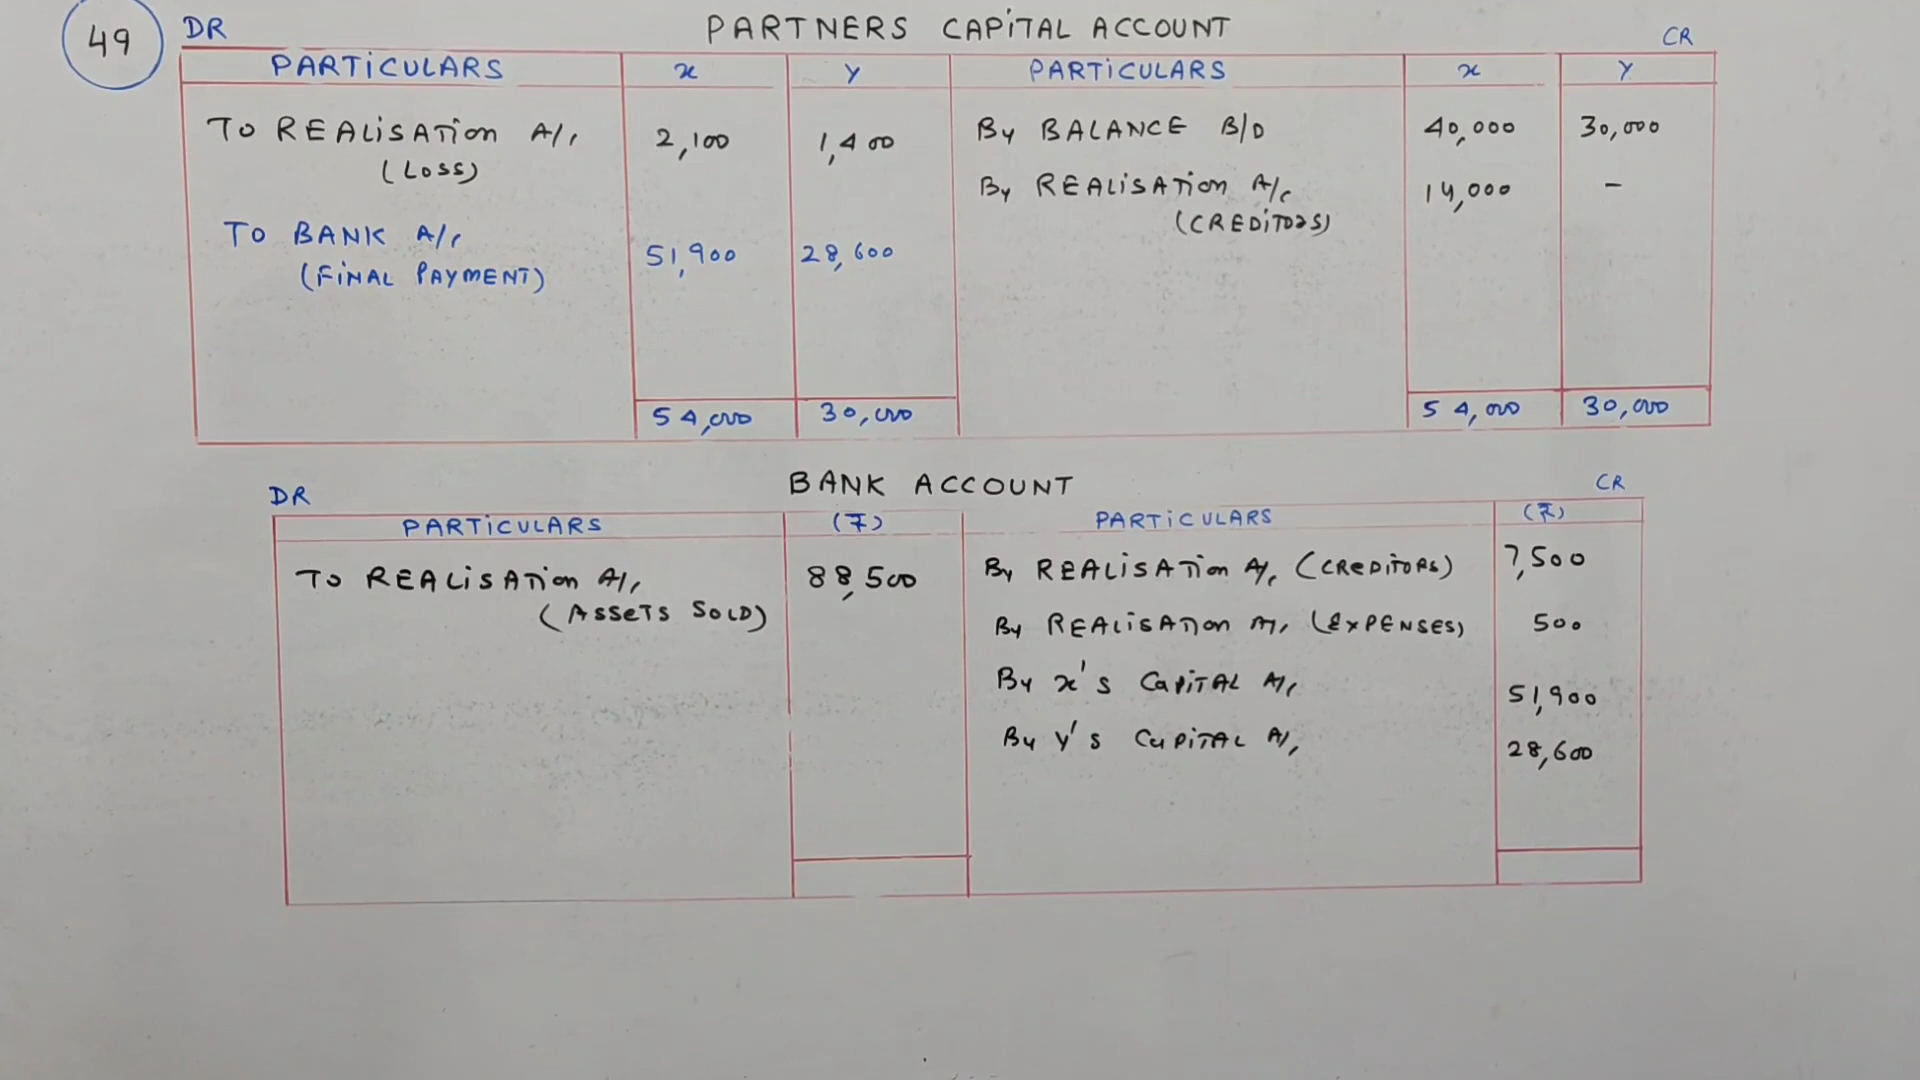 49
DR PARTNERS CAPITAL ACCOUNT CR
PARTICULARS x Y PARTICULARS x Y
To REALISATION A/c 2,100 1,400 By BALANCE B/D 40,000 30,000
(LOSS) By REALISATION A/c 14,000 -
(CREDITORS)
To BANK A/c 51,900 28,600
(FINAL PAYMENT)
54,000 30,000 54,000 30,000
DR BANK ACCOUNT CR
PARTICULARS (₹) PARTICULARS (₹)
To REALISATION A/c 88,500 By REALISATION A/c (CREDITORS) 7,500
(ASSETS SOLD) By REALISATION A/c (EXPENSES) 500
By x's CAPITAL A/c 51,900
By Y's CAPITAL A/c 28,600